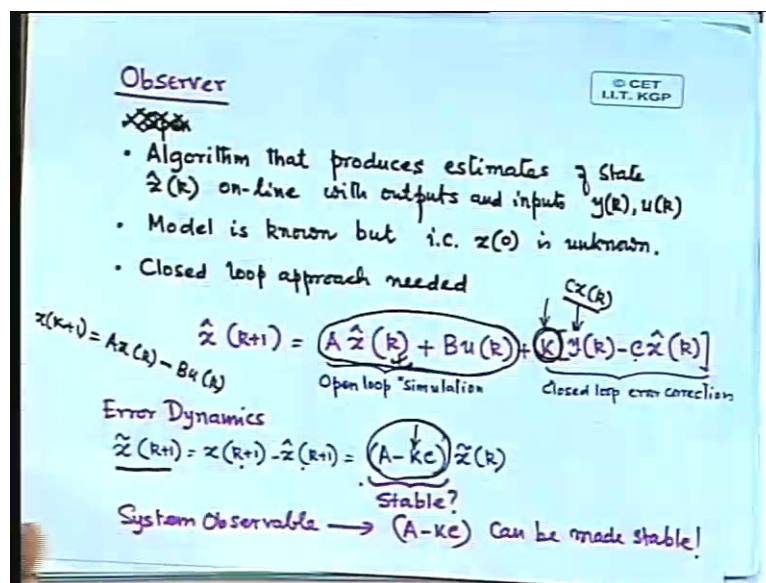 Observer
© CET
I.I.T. KGP
• Algorithm that produces estimates of state
x̂(k) on-line with outputs and inputs y(k), u(k)
• Model is known but i.c. x(0) is unknown.
• Closed loop approach needed
Cx(k)
x(k+1) = Ax(k) - Bu(k)
x̂(k+1) = (A x̂(k) + Bu(k)) + K[y(k) - Cx̂(k)]
Open loop "simulation
Closed loop error correction
Error Dynamics
x̃(k+1) = x(k+1) - x̂(k+1) = (A - KC) x̃(k)
Stable?
System Observable → (A-KC) can be made stable!